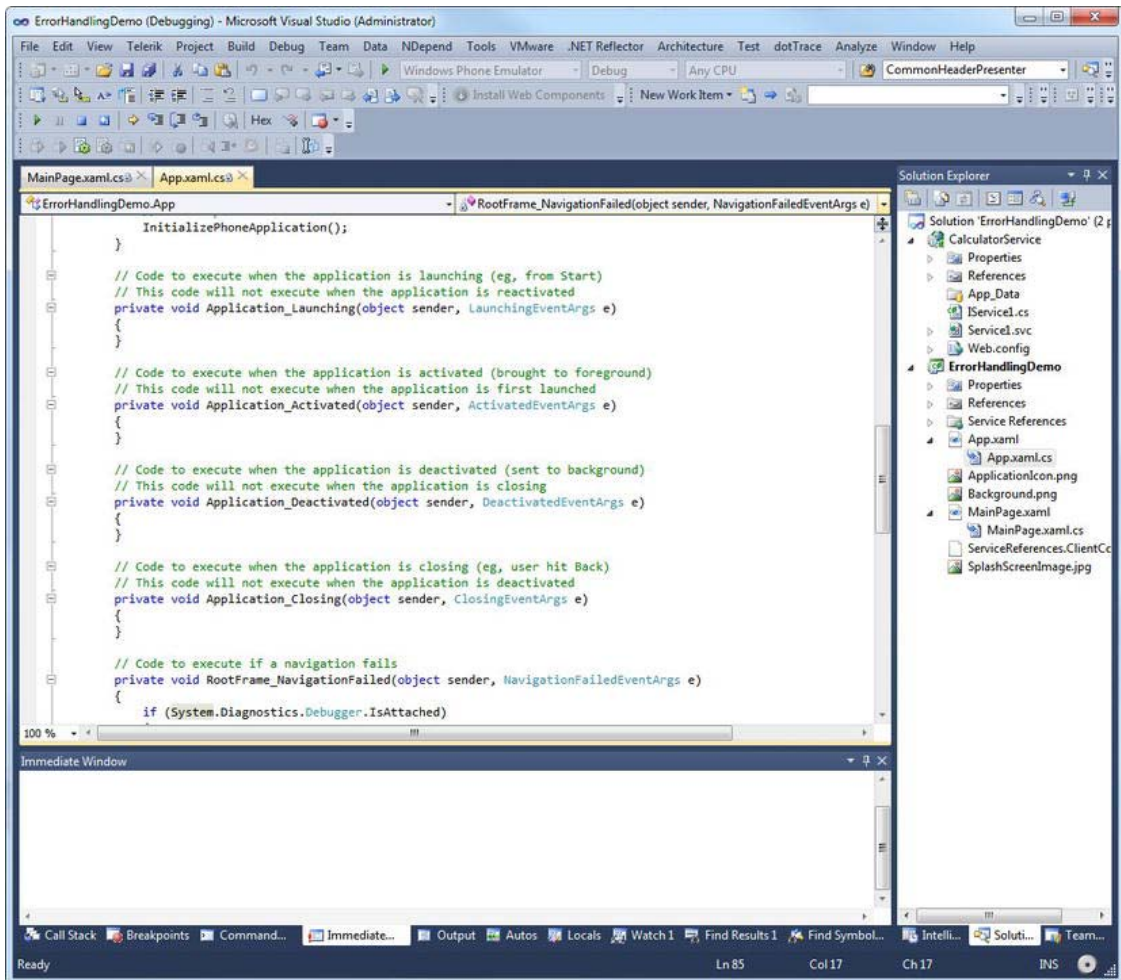 ErrorHandlingDemo (Debugging) - Microsoft Visual Studio (Administrator)
File Edit View Telerik Project Build Debug Team Data NDepend Tools VMware .NET Reflector Architecture Test dotTrace Analyze Window Help
Windows Phone Emulator Debug Any CPU CommonHeaderPresenter
Install Web Components New Work Item
Hex
MainPage.xaml.cs App.xaml.cs
ErrorHandlingDemo.App RootFrame_NavigationFailed(object sender, NavigationFailedEventArgs e)
InitializePhoneApplication();
}
// Code to execute when the application is launching (eg, from Start)
// This code will not execute when the application is reactivated
private void Application_Launching(object sender, LaunchingEventArgs e)
{
}
// Code to execute when the application is activated (brought to foreground)
// This code will not execute when the application is first launched
private void Application_Activated(object sender, ActivatedEventArgs e)
{
}
// Code to execute when the application is deactivated (sent to background)
// This code will not execute when the application is closing
private void Application_Deactivated(object sender, DeactivatedEventArgs e)
{
}
// Code to execute when the application is closing (eg, user hit Back)
// This code will not execute when the application is deactivated
private void Application_Closing(object sender, ClosingEventArgs e)
{
}
// Code to execute if a navigation fails
private void RootFrame_NavigationFailed(object sender, NavigationFailedEventArgs e)
{
if (System.Diagnostics.Debugger.IsAttached)
100 %
Solution Explorer
Solution 'ErrorHandlingDemo' (2 p
CalculatorService
Properties
References
App_Data
IService1.cs
Service1.svc
Web.config
ErrorHandlingDemo
Properties
References
Service References
App.xaml
App.xaml.cs
ApplicationIcon.png
Background.png
MainPage.xaml
MainPage.xaml.cs
ServiceReferences.ClientCo
SplashScreenImage.jpg
Immediate Window
Call Stack Breakpoints Command... Immediate... Output Autos Locals Watch 1 Find Results 1 Find Symbol... Intelli... Soluti... Team...
Ready Ln 85 Col 17 Ch 17 INS